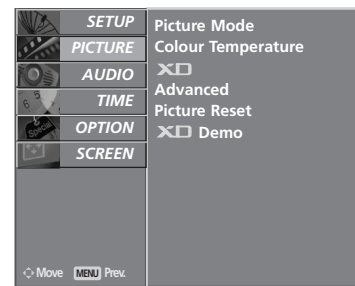 SETUP
PICTURE
AUDIO
TIME
OPTION
SCREEN
Move MENU Prev.
Picture Mode
Colour Temperature
XD
Advanced
Picture Reset
XD Demo